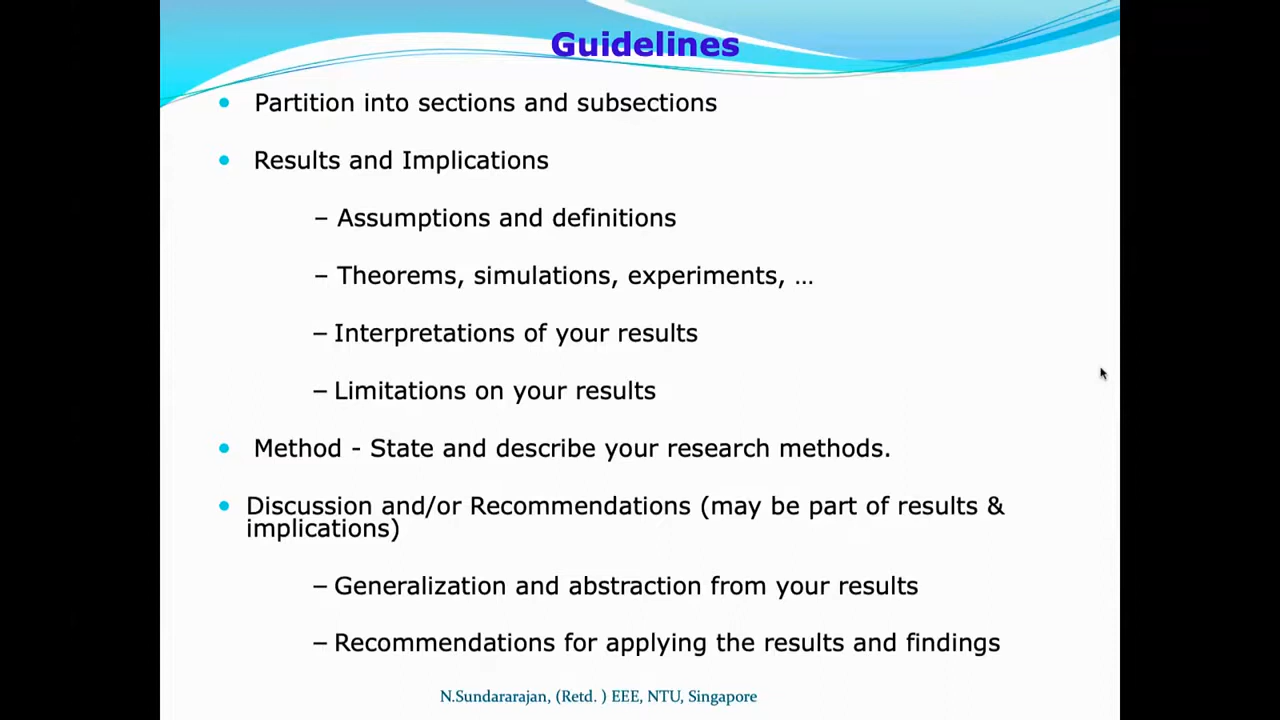 Guidelines
• Partition into sections and subsections
• Results and Implications
– Assumptions and definitions
– Theorems, simulations, experiments, …
– Interpretations of your results
– Limitations on your results
• Method - State and describe your research methods.
• Discussion and/or Recommendations (may be part of results &
implications)
– Generalization and abstraction from your results
– Recommendations for applying the results and findings
N.Sundararajan, (Retd. ) EEE, NTU, Singapore